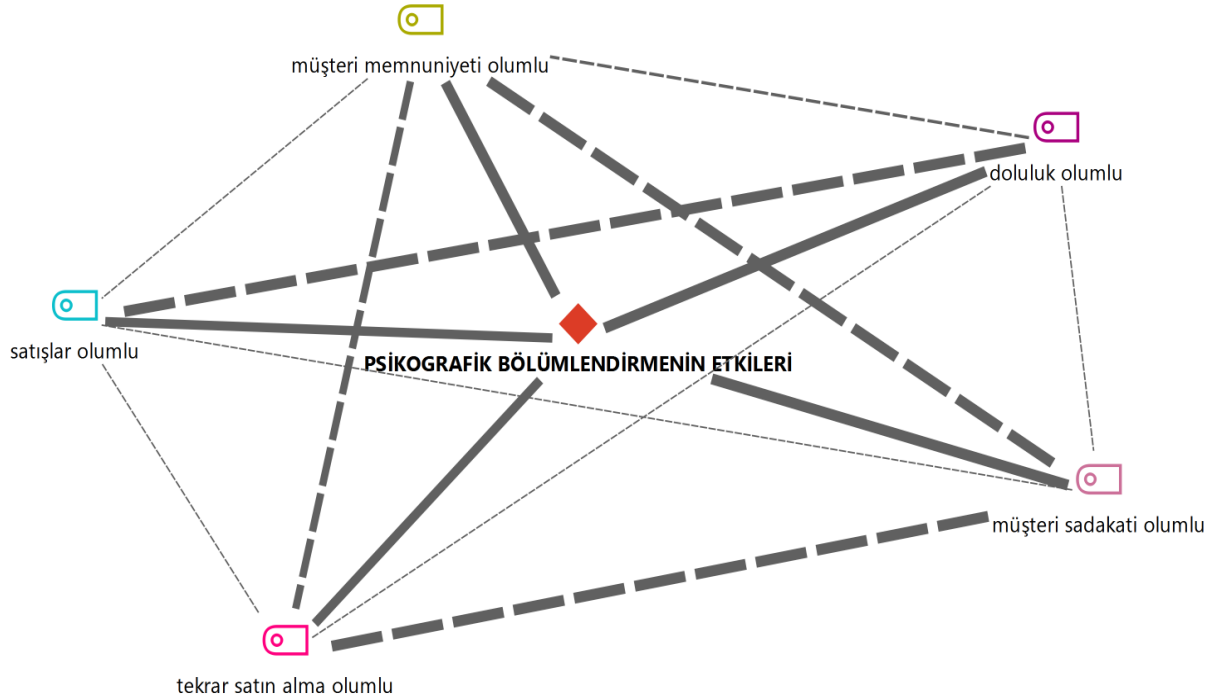 müşteri memnuniyeti olumlu
doluluk olumlu
satışlar olumlu
PSİKOGRAFİK BÖLÜMLENDİRMENİN ETKİLERİ
müşteri sadakati olumlu
tekrar satın alma olumlu